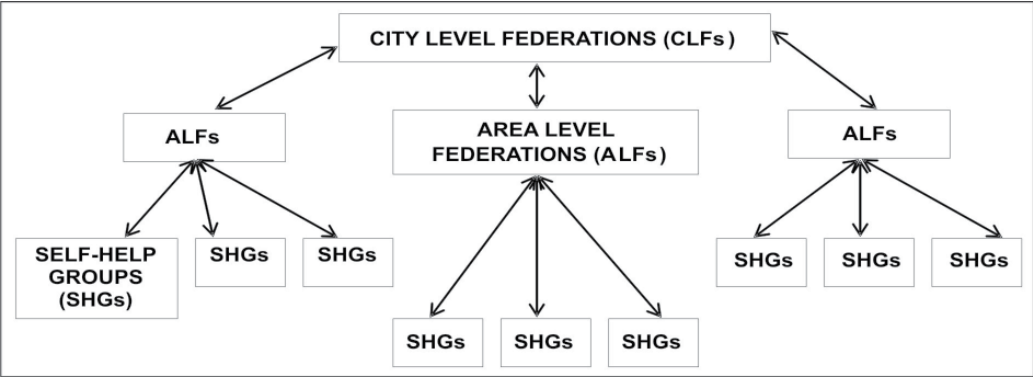 CITY LEVEL FEDERATIONS (CLFs)
ALFs
AREA LEVEL
FEDERATIONS (ALFs)
ALFs
SELF-HELP
GROUPS
(SHGs)
SHGs
SHGs
SHGs
SHGs
SHGs
SHGs
SHGs
SHGs